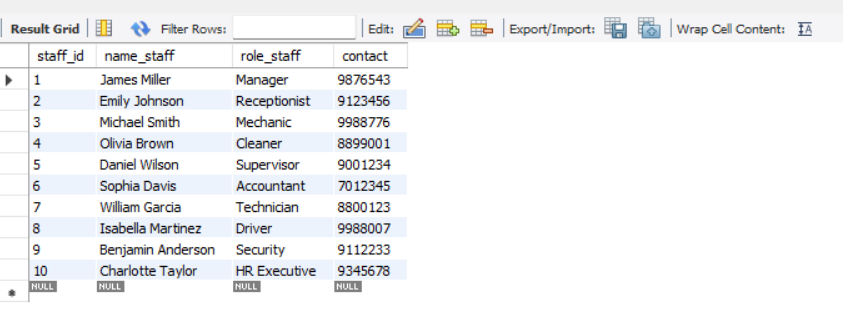 Result Grid Filter Rows: Edit: Export/Import: Wrap Cell Content: IA
staff_id name_staff role_staff contact
1 James Miller Manager 9876543
2 Emily Johnson Receptionist 9123456
3 Michael Smith Mechanic 9988776
4 Olivia Brown Cleaner 8899001
5 Daniel Wilson Supervisor 9001234
6 Sophia Davis Accountant 7012345
7 William Garcia Technician 8800123
8 Isabella Martinez Driver 9988007
9 Benjamin Anderson Security 9112233
10 Charlotte Taylor HR Executive 9345678
NULL NULL NULL NULL